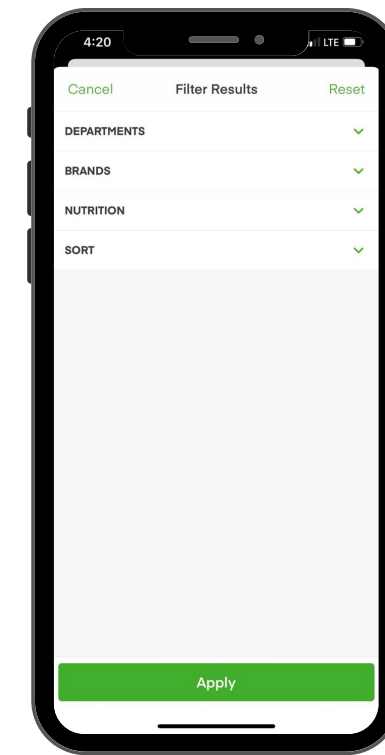 4:20 LTE
Cancel Filter Results Reset
DEPARTMENTS
BRANDS
NUTRITION
SORT
Apply